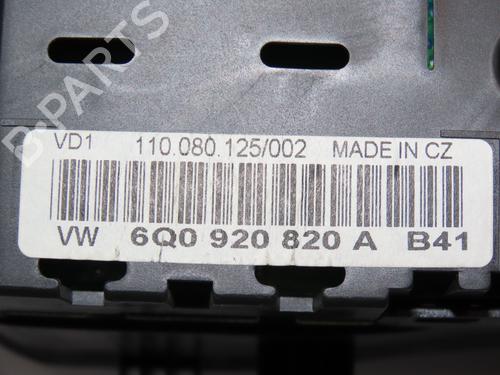 B-PARTS
VD1 110.080.125/002 MADE IN CZ
VW 6Q0 920 820 A B41